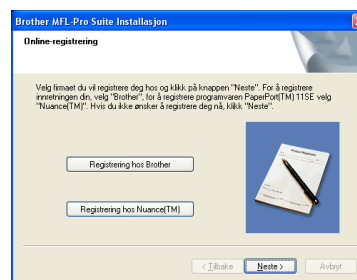 Brother MFL-Pro Suite Installasjon
Online-registrering
Velg firmaet du vil registrere deg hos og klikk på knappen "Neste". For å registrere
innretningen din, velg "Brother", for å registrere programvaren PaperPort(TM) 11SE velg
"Nuance(TM)". Hvis du ikke ønsker å registrere deg nå, klikk "Neste".
Registrering hos Brother
Registrering hos Nuance(TM)
< Tilbake
Neste >
Avbryt